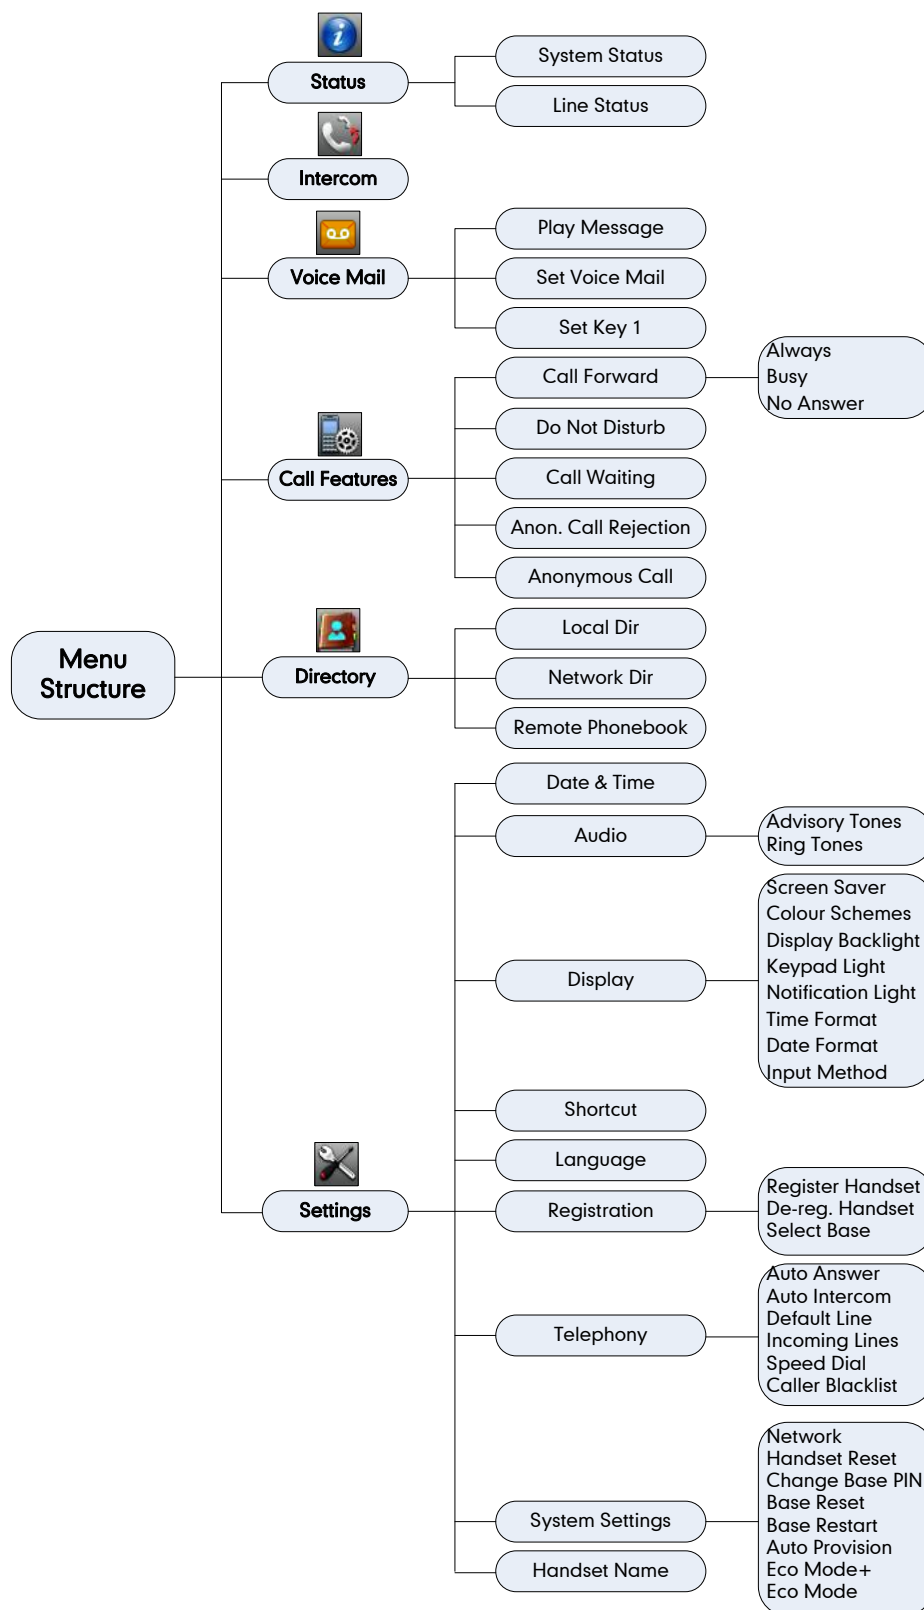 Menu
Structure
Status
System Status
Line Status
Intercom
Voice Mail
Play Message
Set Voice Mail
Set Key 1
Call Features
Call Forward
Always
Busy
No Answer
Do Not Disturb
Call Waiting
Anon. Call Rejection
Anonymous Call
Directory
Local Dir
Network Dir
Remote Phonebook
Settings
Date & Time
Audio
Advisory Tones
Ring Tones
Display
Screen Saver
Colour Schemes
Display Backlight
Keypad Light
Notification Light
Time Format
Date Format
Input Method
Shortcut
Language
Registration
Register Handset
De-reg. Handset
Select Base
Telephony
Auto Answer
Auto Intercom
Default Line
Incoming Lines
Speed Dial
Caller Blacklist
System Settings
Network
Handset Reset
Change Base PIN
Base Reset
Base Restart
Auto Provision
Eco Mode+
Eco Mode
Handset Name